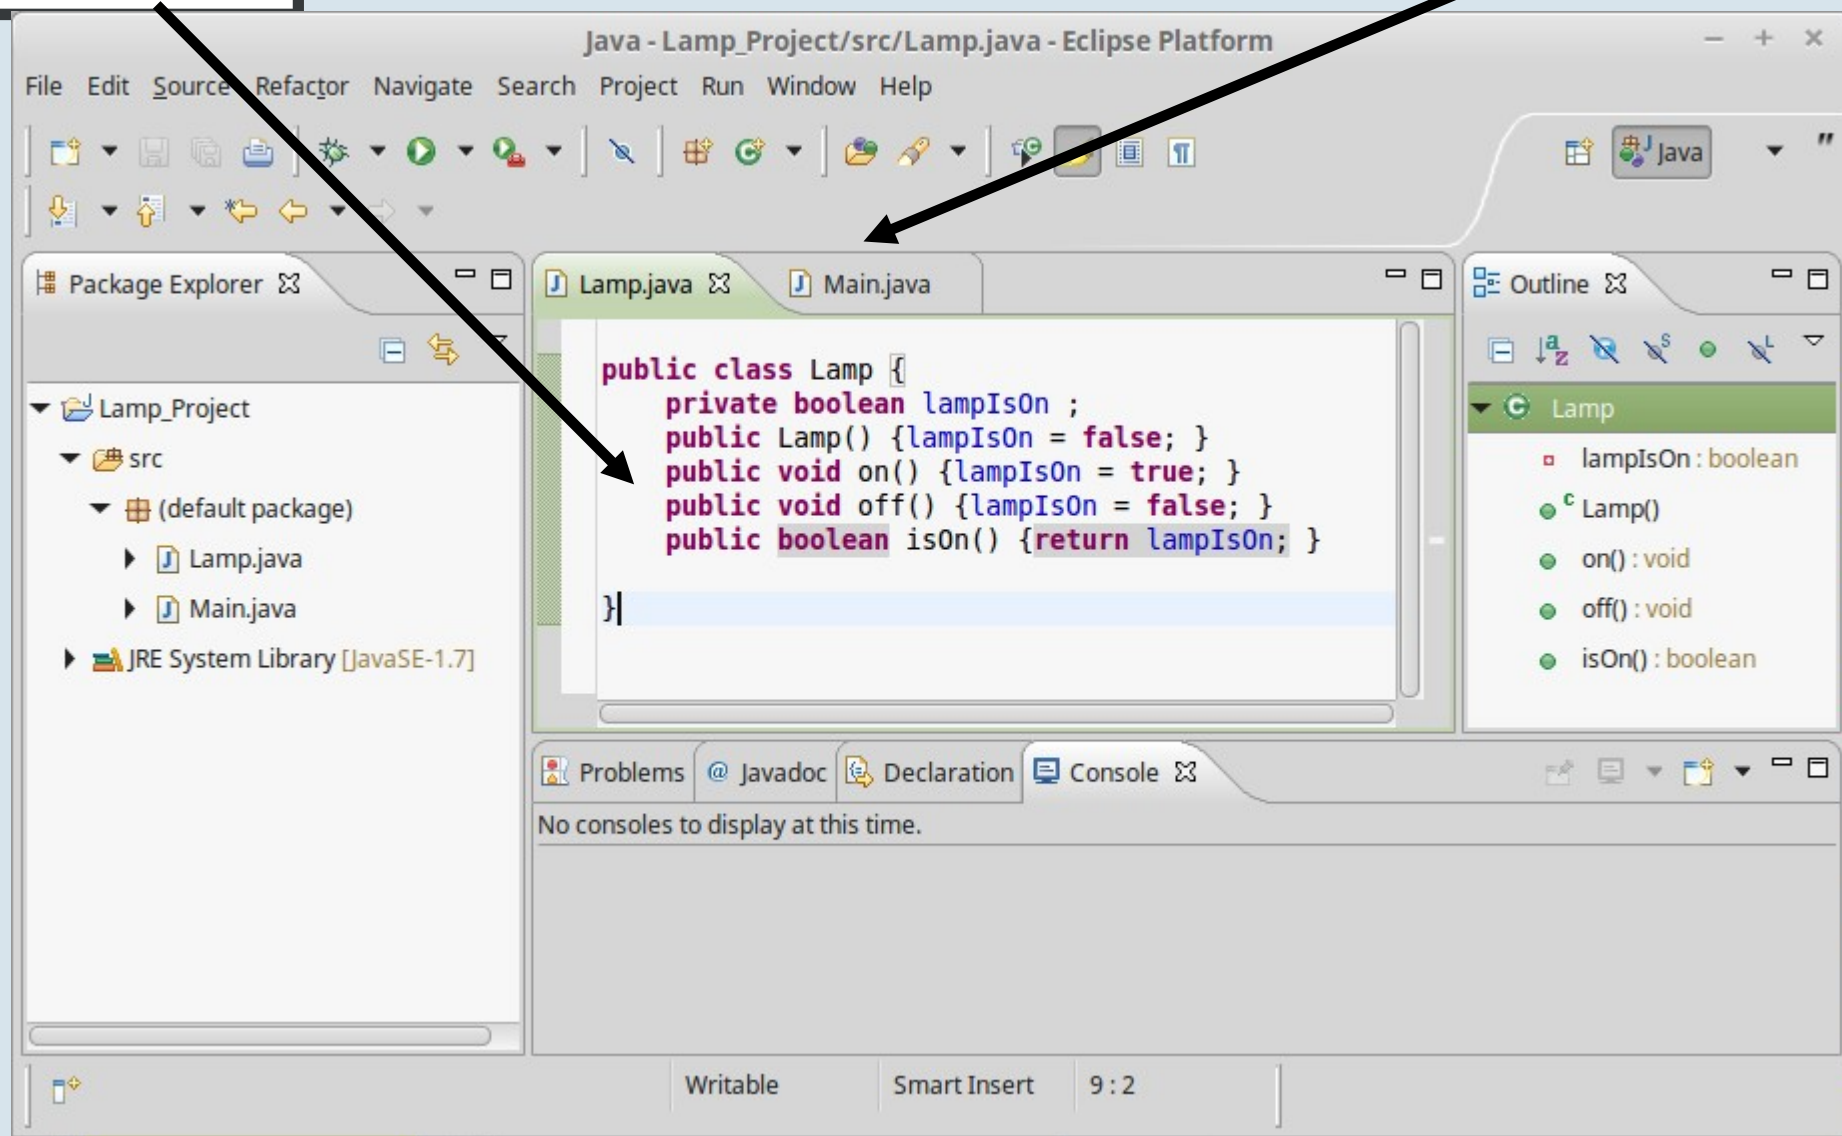 Java - Lamp_Project/src/Lamp.java - Eclipse Platform
File Edit Source Refactor Navigate Search Project Run Window Help
Java
Package Explorer
Lamp_Project
src
(default package)
Lamp.java
Main.java
JRE System Library [JavaSE-1.7]
Lamp.java Main.java
public class Lamp {
private boolean lampIsOn ;
public Lamp() {lampIsOn = false; }
public void on() {lampIsOn = true; }
public void off() {lampIsOn = false; }
public boolean isOn() {return lampIsOn; }
}
Outline
Lamp
lampIsOn : boolean
Lamp()
on() : void
off() : void
isOn() : boolean
Problems @ Javadoc Declaration Console
No consoles to display at this time.
Writable Smart Insert 9 : 2